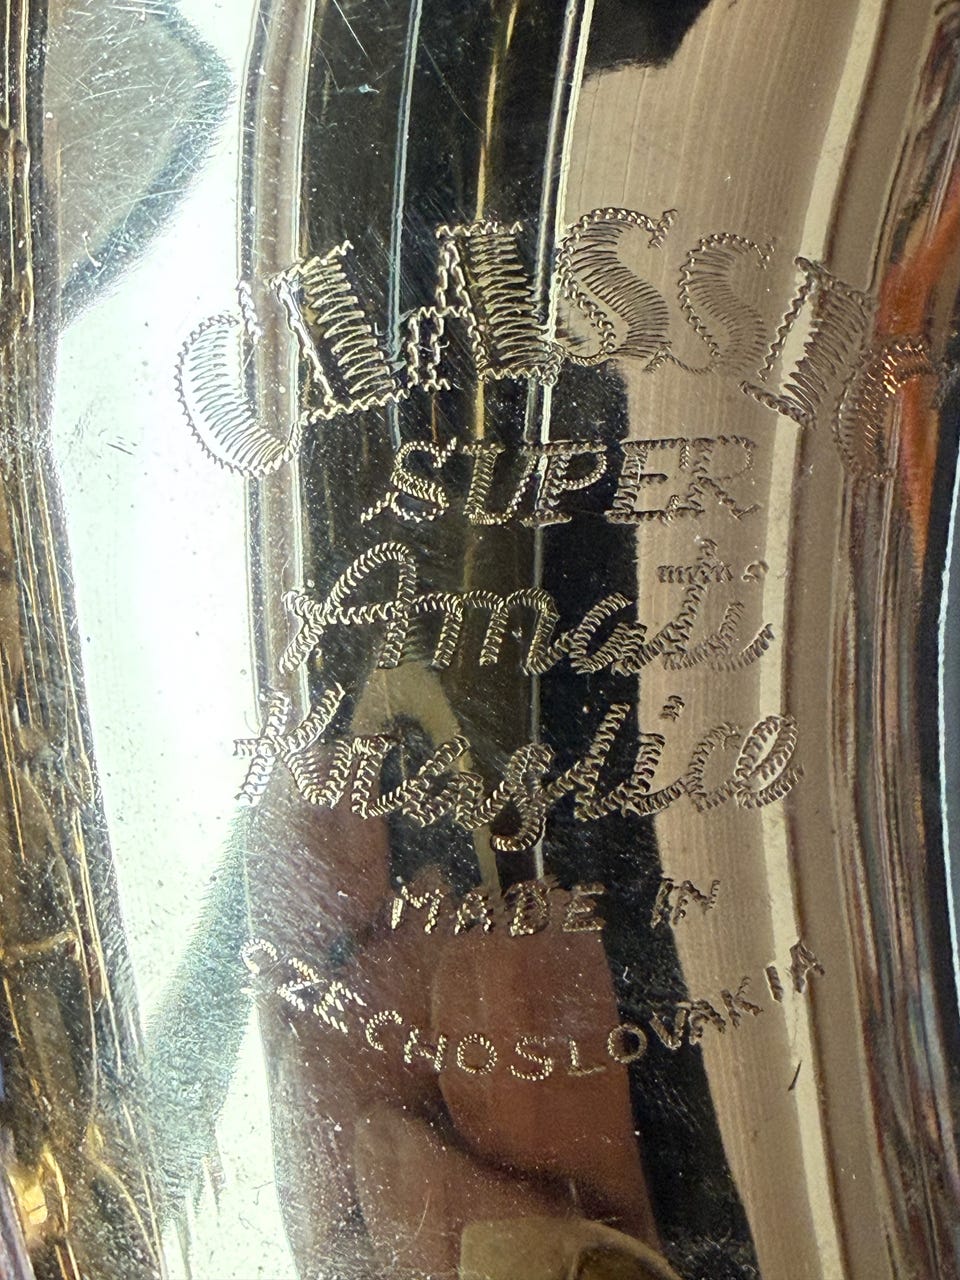 CLASSIC
SUPER
Amati
Kraslice
MADE IN
CZECHOSLOVAKIA